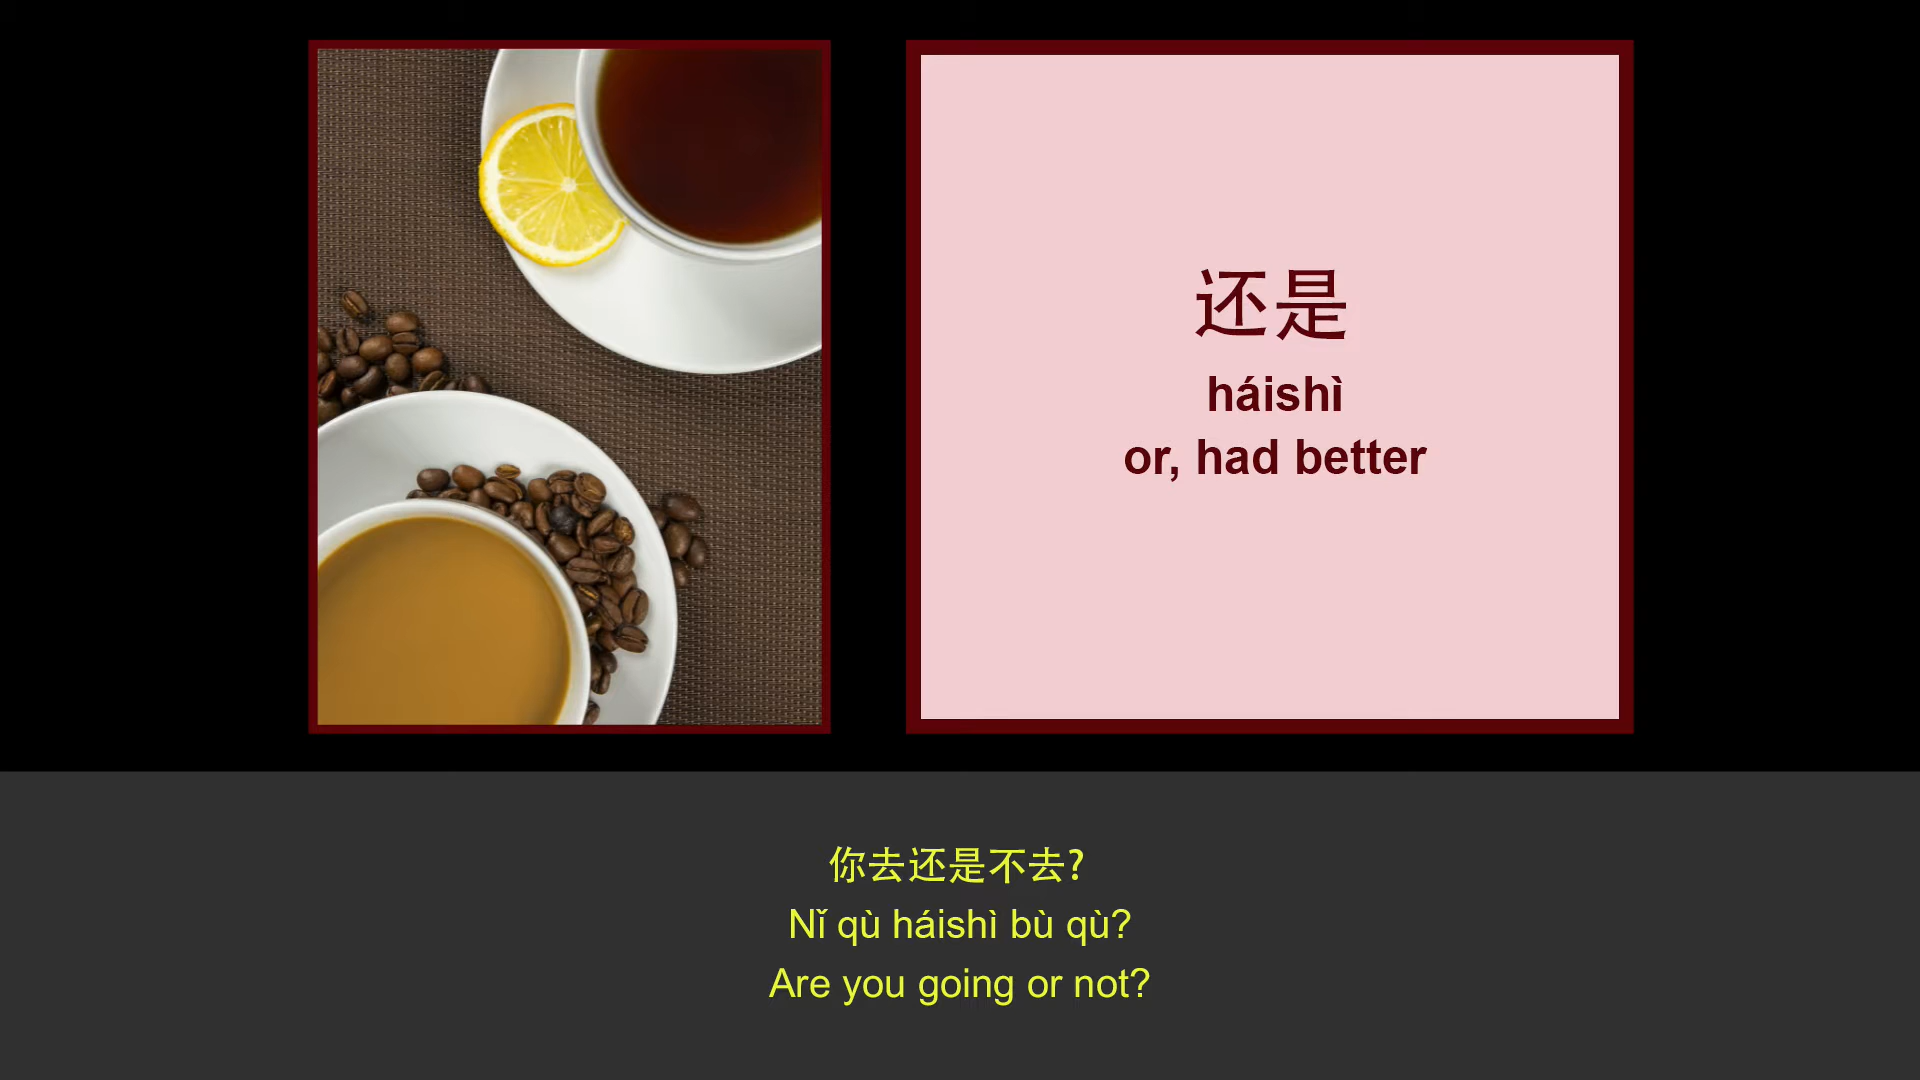 还是
háishì
or, had better
你去还是不去?
Nǐ qù háishì bù qù?
Are you going or not?